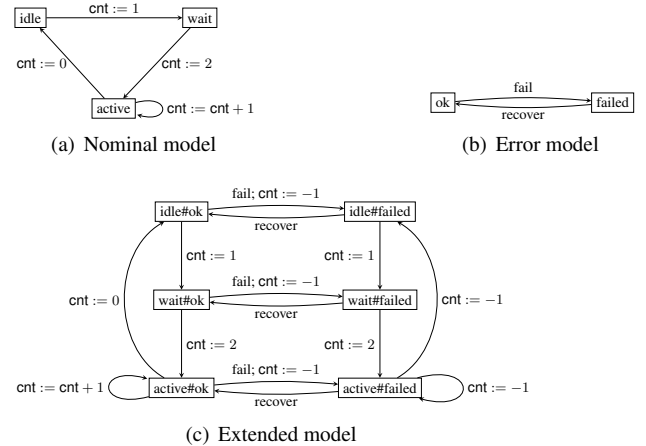 idle
cnt := 1
wait
cnt := 0
cnt := 2
active
cnt := cnt + 1
(a) Nominal model
ok
fail
failed
recover
(b) Error model
idle#ok
fail; cnt := −1
idle#failed
recover
cnt := 1
cnt := 1
cnt := 0
wait#ok
fail; cnt := −1
wait#failed
cnt := −1
recover
cnt := 2
cnt := 2
cnt := cnt + 1
active#ok
fail; cnt := −1
active#failed
cnt := −1
recover
(c) Extended model